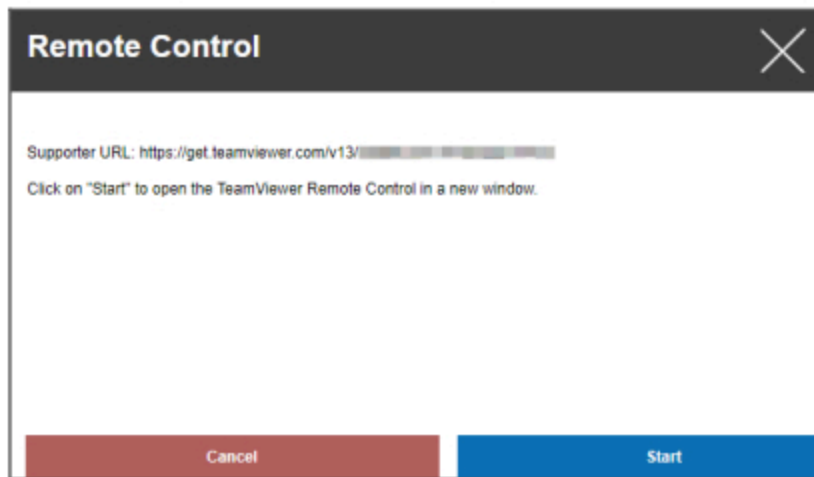 Remote Control
Supporter URL: https://get.teamviewer.com/v13/
Click on "Start" to open the TeamViewer Remote Control in a new window.
Cancel
Start